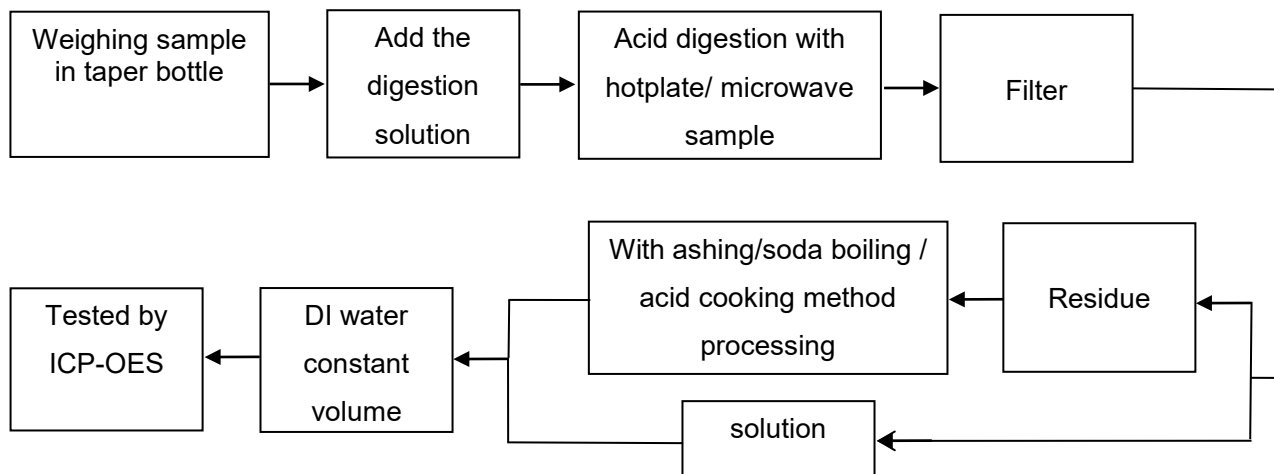 Weighing sample
in taper bottle
Add the
digestion
solution
Acid digestion with
hotplate/ microwave
sample
Filter
With ashing/soda boiling /
acid cooking method
processing
Residue
Tested by
ICP-OES
DI water
constant
volume
solution